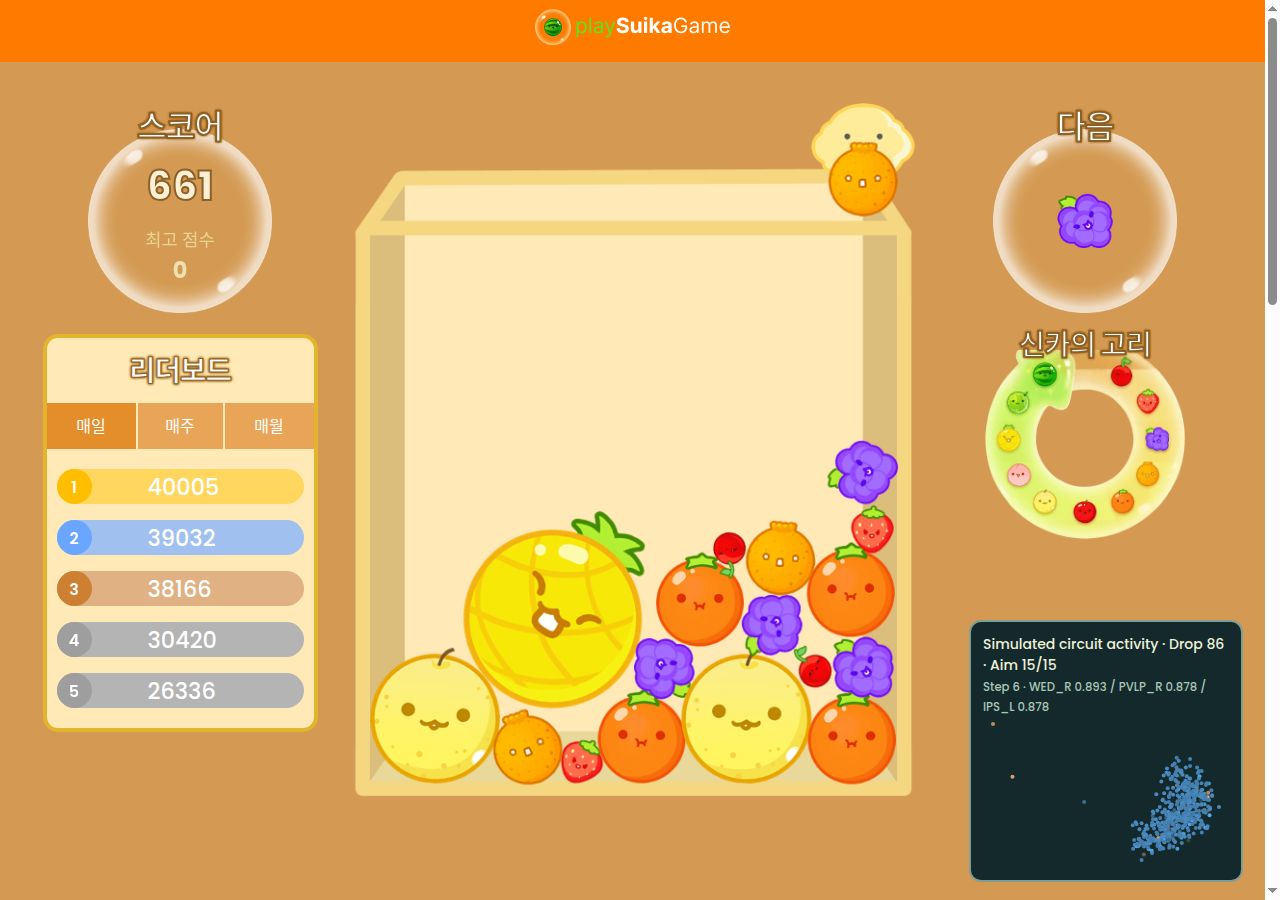 playSuikaGame
스코어
661
최고 점수
0
다음
신카의 고리
리더보드
매일 매주 매월
1 40005
2 39032
3 38166
4 30420
5 26336
Simulated circuit activity · Drop 86
· Aim 15/15
Step 6 · WED_R 0.893 / PVLP_R 0.878 /
IPS_L 0.878